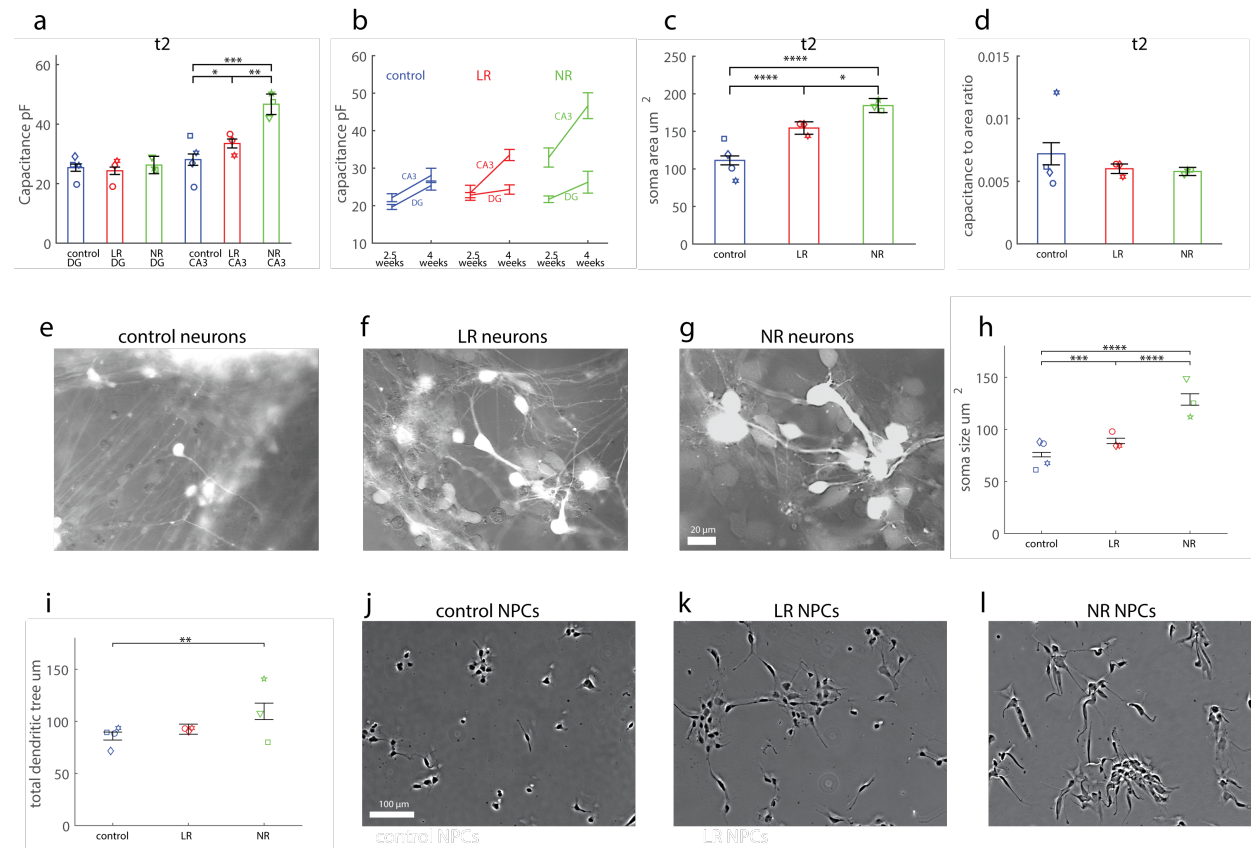 a
t2
Capacitance pF
60
40
20
0
***
*
**
control DG
LR DG
NR DG
control CA3
LR CA3
NR CA3
b
capacitance pF
60
50
40
30
20
10
control
LR
NR
CA3
DG
CA3
DG
CA3
DG
2.5 weeks
4 weeks
2.5 weeks
4 weeks
2.5 weeks
4 weeks
c
t2
soma area um 2
250
200
150
100
50
0
****
****
*
control
LR
NR
d
t2
capacitance to area ratio
0.015
0.01
0.005
0
control
LR
NR
e
control neurons
f
LR neurons
g
NR neurons
20 µm
h
soma size um 2
150
100
50
0
****
***
****
control
LR
NR
i
total dendritic tree um
150
100
50
0
**
control
LR
NR
j
control NPCs
100 µm
control NPCs
k
LR NPCs
LR NPCs
l
NR NPCs